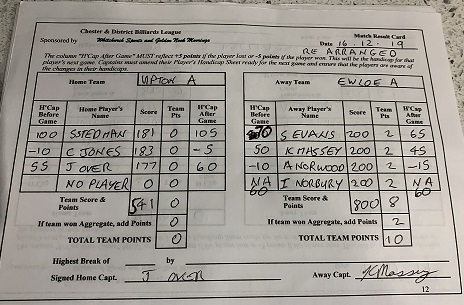 Chester & District Billiards League
Sponsored by Whitchurch Sports and Golden Nook Massage
Match Result Card
Date 16.12.19
RE ARRANGED
The column "H'Cap After Game" MUST reflect +5 points if the player lost or -5 points if the player won. This will be the handicap for that
player's next game. Captains must amend their Player's Handicap Sheet ready for the next game and ensure that the players are aware of
the changes in their handicaps.
Home Team UPTON A
Away Team EWLOE A
H'Cap Before Game Home Player's Name Score Team Pts H'Cap After Game
H'Cap Before Game Away Player's Name Score Team Pts H'Cap After Game
100 S STEDMAN 181 0 105
70 S EVANS 200 2 65
-10 C JONES 183 0 -5
50 K MASSEY 200 2 45
55 J OVER 177 0 60
-10 A NORWOOD 200 2 -15
NO PLAYER 0 0
NA 60 I NORBURY 200 2 NA 60
Team Score & Points 541 0
Team Score & Points 800 8
If team won Aggregate, add Points 0
If team won Aggregate, add Points 2
TOTAL TEAM POINTS 0
TOTAL TEAM POINTS 10
Highest Break of by
Signed Home Capt. J OVER
Away Capt. K Massey
12